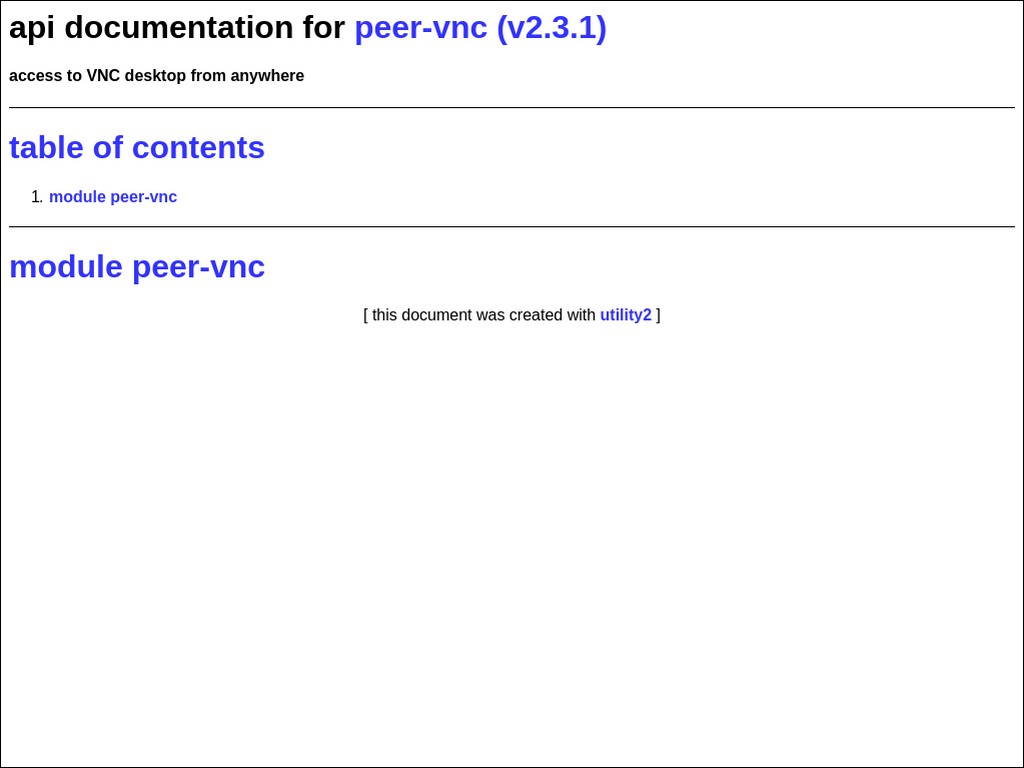 api documentation for peer-vnc (v2.3.1)
access to VNC desktop from anywhere
table of contents
1. module peer-vnc
module peer-vnc
[ this document was created with utility2 ]